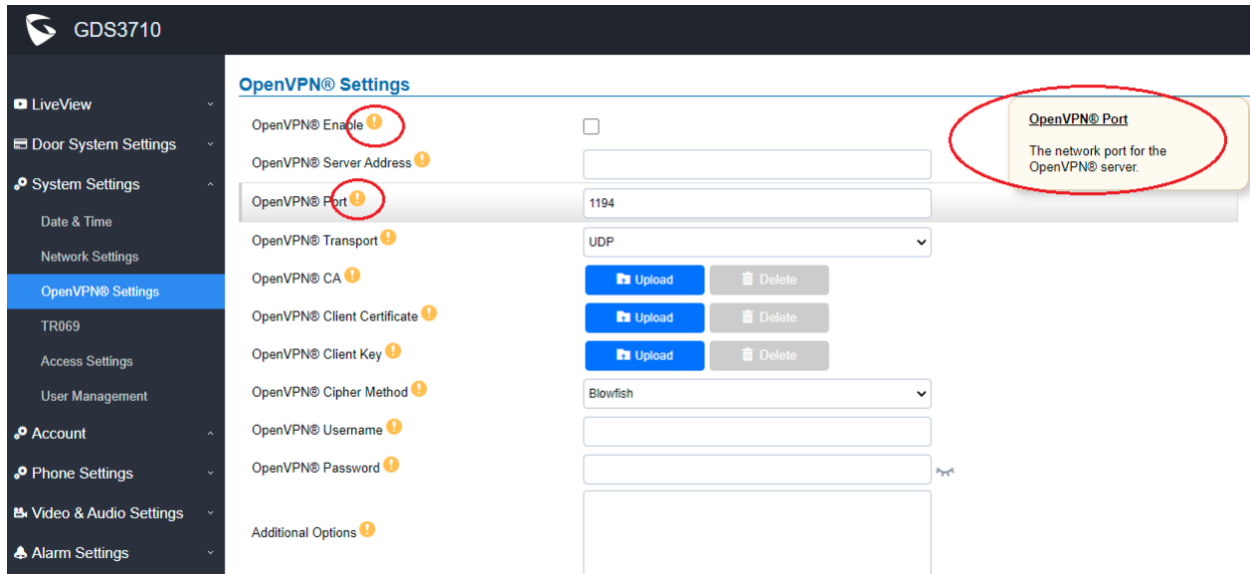 GDS3710
LiveView
Door System Settings
System Settings
Date & Time
Network Settings
OpenVPN® Settings
TR069
Access Settings
User Management
Account
Phone Settings
Video & Audio Settings
Alarm Settings
OpenVPN® Settings
OpenVPN® Enable
OpenVPN® Server Address
OpenVPN® Port 1194
OpenVPN® Transport UDP
OpenVPN® CA Upload Delete
OpenVPN® Client Certificate Upload Delete
OpenVPN® Client Key Upload Delete
OpenVPN® Cipher Method Blowfish
OpenVPN® Username
OpenVPN® Password
Additional Options
OpenVPN® Port
The network port for the
OpenVPN® server.